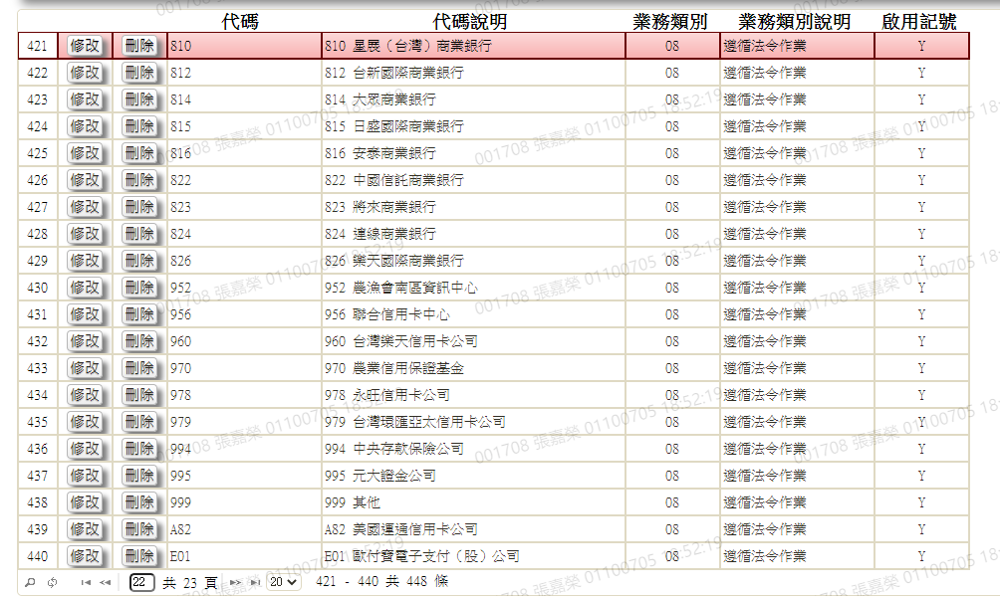 代碼 代碼說明 業務類別 業務類別說明 啟用記號
421 修改 刪除 810 810 星展（台灣）商業銀行 08 遵循法令作業 Y
422 修改 刪除 812 812 台新國際商業銀行 08 遵循法令作業 Y
423 修改 刪除 814 814 大眾商業銀行 08 遵循法令作業 Y
424 修改 刪除 815 815 日盛國際商業銀行 08 遵循法令作業 Y
425 修改 刪除 816 816 安泰商業銀行 08 遵循法令作業 Y
426 修改 刪除 822 822 中國信託商業銀行 08 遵循法令作業 Y
427 修改 刪除 823 823 將來商業銀行 08 遵循法令作業 Y
428 修改 刪除 824 824 連線商業銀行 08 遵循法令作業 Y
429 修改 刪除 826 826 樂天國際商業銀行 08 遵循法令作業 Y
430 修改 刪除 952 952 農漁會南區資訊中心 08 遵循法令作業 Y
431 修改 刪除 956 956 聯合信用卡中心 08 遵循法令作業 Y
432 修改 刪除 960 960 台灣樂天信用卡公司 08 遵循法令作業 Y
433 修改 刪除 970 970 農業信用保證基金 08 遵循法令作業 Y
434 修改 刪除 978 978 永旺信用卡公司 08 遵循法令作業 Y
435 修改 刪除 979 979 台灣環匯亞太信用卡公司 08 遵循法令作業 Y
436 修改 刪除 994 994 中央存款保險公司 08 遵循法令作業 Y
437 修改 刪除 995 995 元大證金公司 08 遵循法令作業 Y
438 修改 刪除 999 999 其他 08 遵循法令作業 Y
439 修改 刪除 A82 A82 美國運通信用卡公司 08 遵循法令作業 Y
440 修改 刪除 E01 E01 歐付寶電子支付（股）公司 08 遵循法令作業 Y
22 共 23 頁 20 421 - 440 共 448 條
001708 張嘉榮 01100705 18:52:19